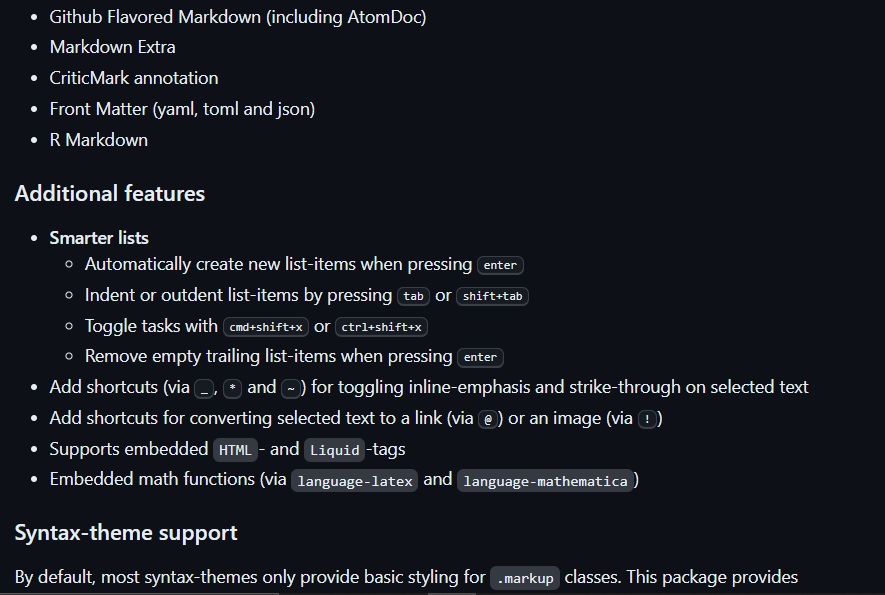 Github Flavored Markdown (including AtomDoc)
Markdown Extra
CriticMark annotation
Front Matter (yaml, toml and json)
R Markdown
Additional features
Smarter lists
Automatically create new list-items when pressing enter
Indent or outdent list-items by pressing tab or shift+tab
Toggle tasks with cmd+shift+x or ctrl+shift+x
Remove empty trailing list-items when pressing enter
Add shortcuts (via _, * and ~) for toggling inline-emphasis and strike-through on selected text
Add shortcuts for converting selected text to a link (via @) or an image (via !)
Supports embedded HTML- and Liquid-tags
Embedded math functions (via language-latex and language-mathematica)
Syntax-theme support
By default, most syntax-themes only provide basic styling for .markup classes. This package provides